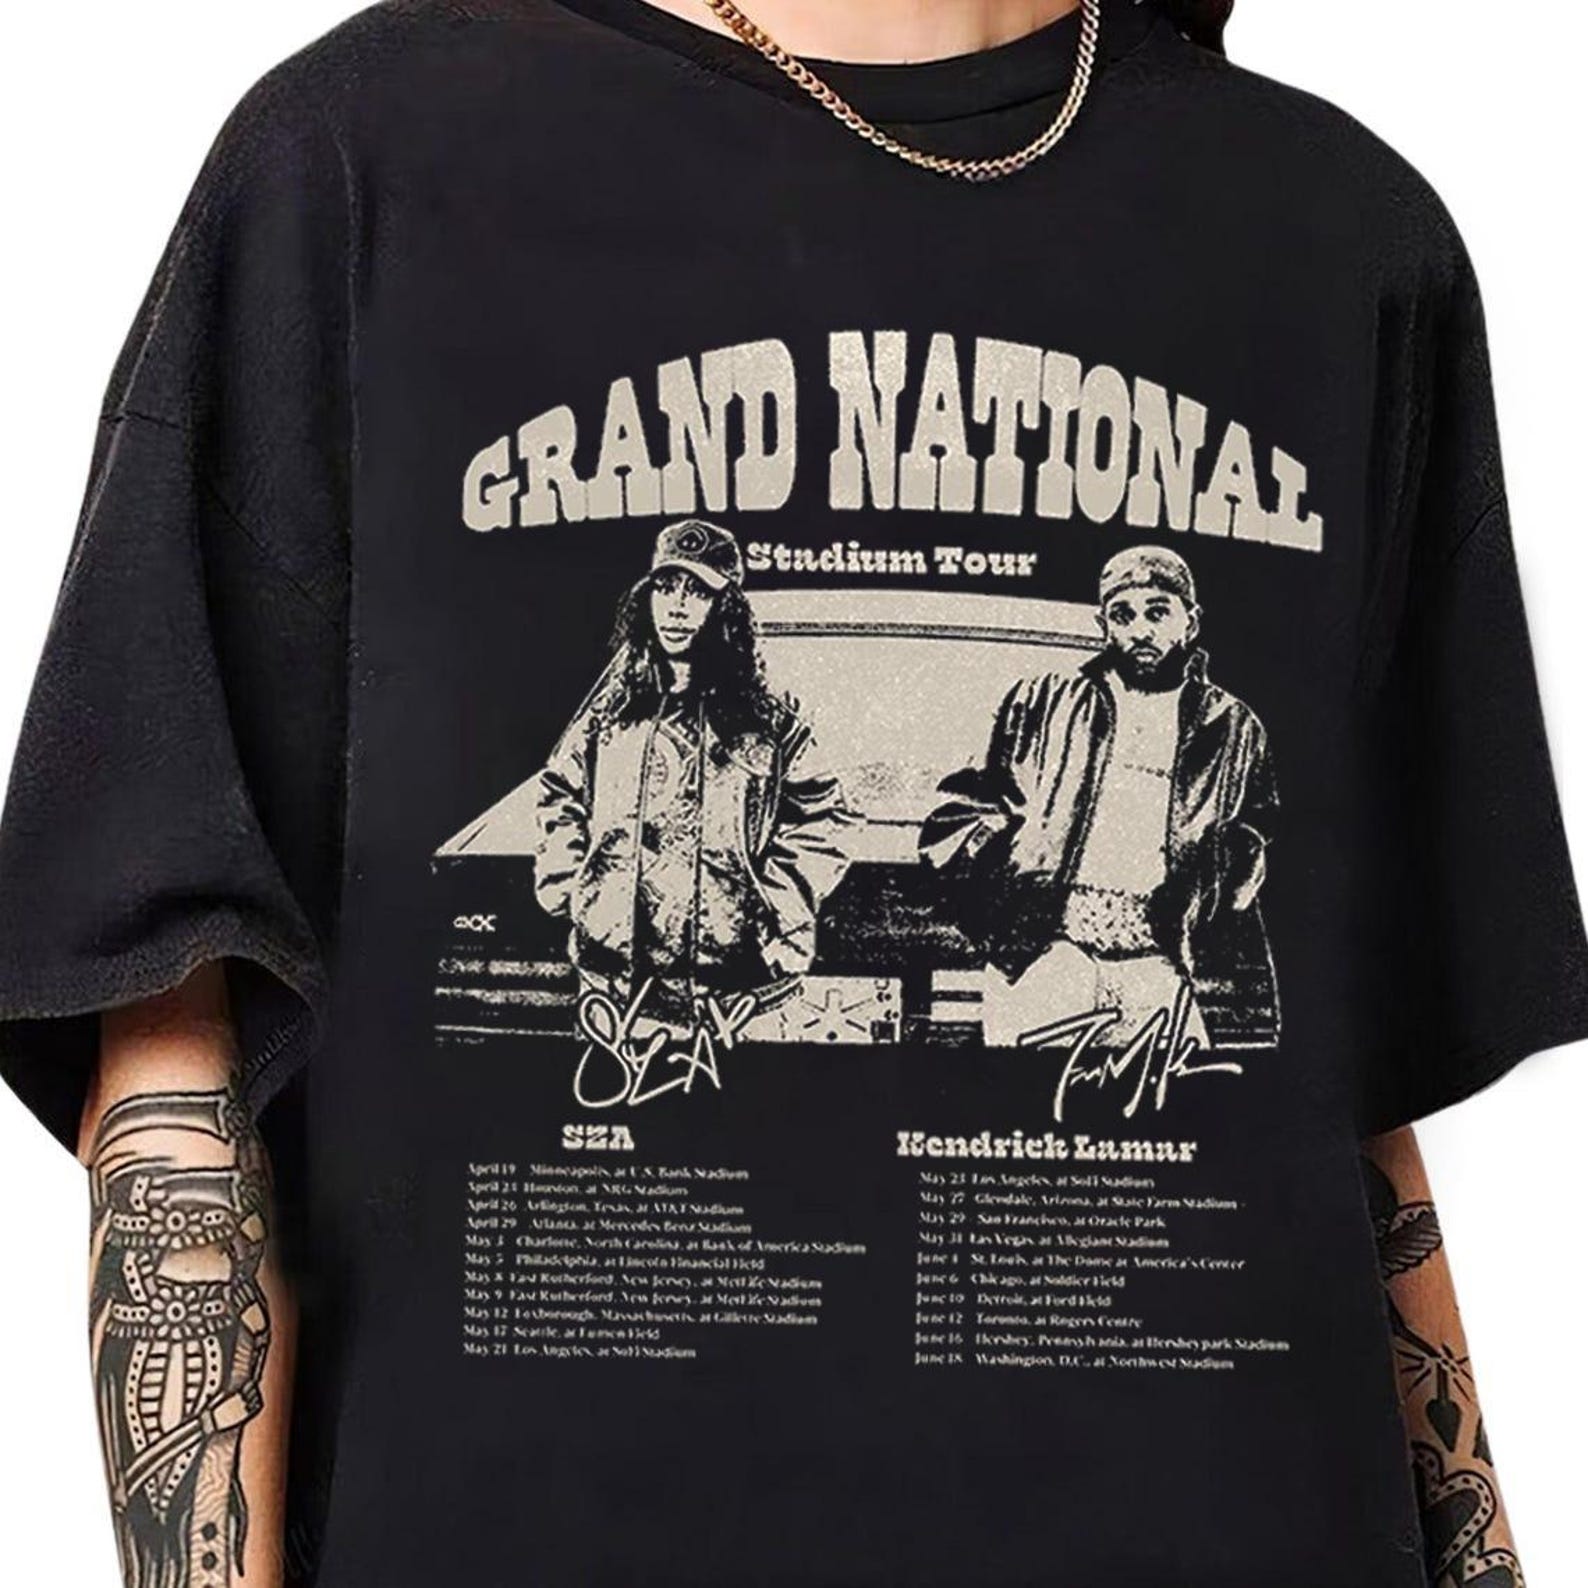 GRAND NATIONAL
Stadium Tour
SZA
SZA
April 19 Minneapolis, at U.S. Bank Stadium
April 23 Houston, at NRG Stadium
April 26 Arlington, Texas, at AT&T Stadium
April 29 Atlanta, at Mercedes Benz Stadium
May 3 Charlotte, North Carolina, at Bank of America Stadium
May 5 Philadelphia, at Lincoln Financial Field
May 8 East Rutherford, New Jersey, at MetLife Stadium
May 9 East Rutherford, New Jersey, at MetLife Stadium
May 12 Foxborough, Massachusetts, at Gillette Stadium
May 17 Seattle, at Lumen Field
May 21 Los Angeles, at SoFi Stadium
Kendrick Lamar
May 23 Los Angeles, at SoFi Stadium
May 27 Glendale, Arizona, at State Farm Stadium -
May 29 San Francisco, at Oracle Park
May 31 Las Vegas, at Allegiant Stadium
June 4 St. Louis, at The Dome at America's Center
June 6 Chicago, at Soldier Field
June 10 Detroit, at Ford Field
June 12 Toronto, at Rogers Centre
June 16 Hershey, Pennsylvania, at Hersheypark Stadium
June 18 Washington, D.C., at Northwest Stadium